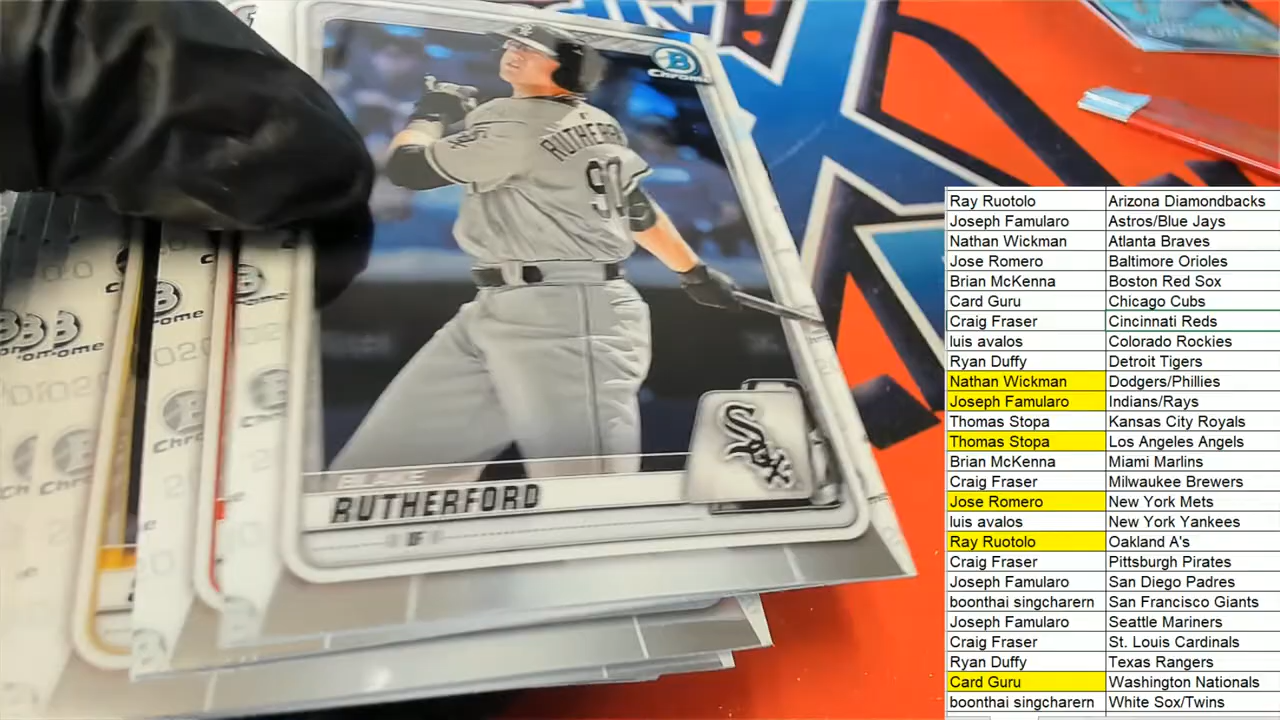 B
Chrome
RUTHERF
90
Sox
BLAKE
RUTHERFORD
OF
Ray Ruotolo Arizona Diamondbacks
Joseph Famularo Astros/Blue Jays
Nathan Wickman Atlanta Braves
Jose Romero Baltimore Orioles
Brian McKenna Boston Red Sox
Card Guru Chicago Cubs
Craig Fraser Cincinnati Reds
luis avalos Colorado Rockies
Ryan Duffy Detroit Tigers
Nathan Wickman Dodgers/Phillies
Joseph Famularo Indians/Rays
Thomas Stopa Kansas City Royals
Thomas Stopa Los Angeles Angels
Brian McKenna Miami Marlins
Craig Fraser Milwaukee Brewers
Jose Romero New York Mets
luis avalos New York Yankees
Ray Ruotolo Oakland A's
Craig Fraser Pittsburgh Pirates
Joseph Famularo San Diego Padres
boonthai singcharern San Francisco Giants
Joseph Famularo Seattle Mariners
Craig Fraser St. Louis Cardinals
Ryan Duffy Texas Rangers
Card Guru Washington Nationals
boonthai singcharern White Sox/Twins